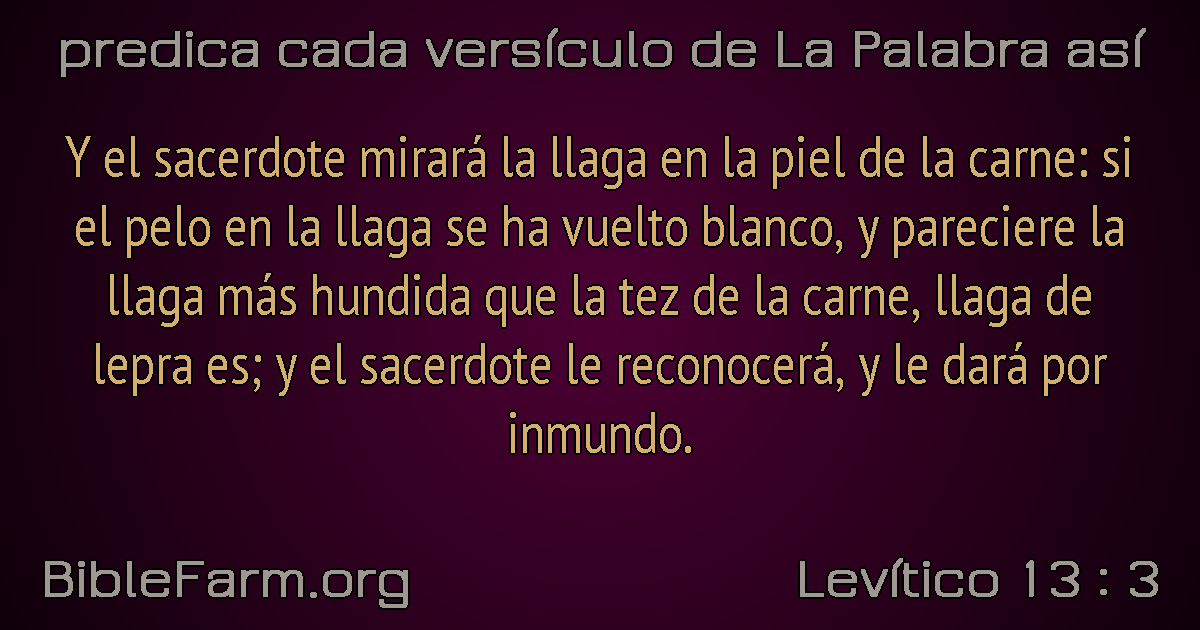 predica cada versículo de La Palabra así
Y el sacerdote mirará la llaga en la piel de la carne: si
el pelo en la llaga se ha vuelto blanco, y pareciere la
llaga más hundida que la tez de la carne, llaga de
lepra es; y el sacerdote le reconocerá, y le dará por
inmundo.
BibleFarm.org
Levítico 13 : 3